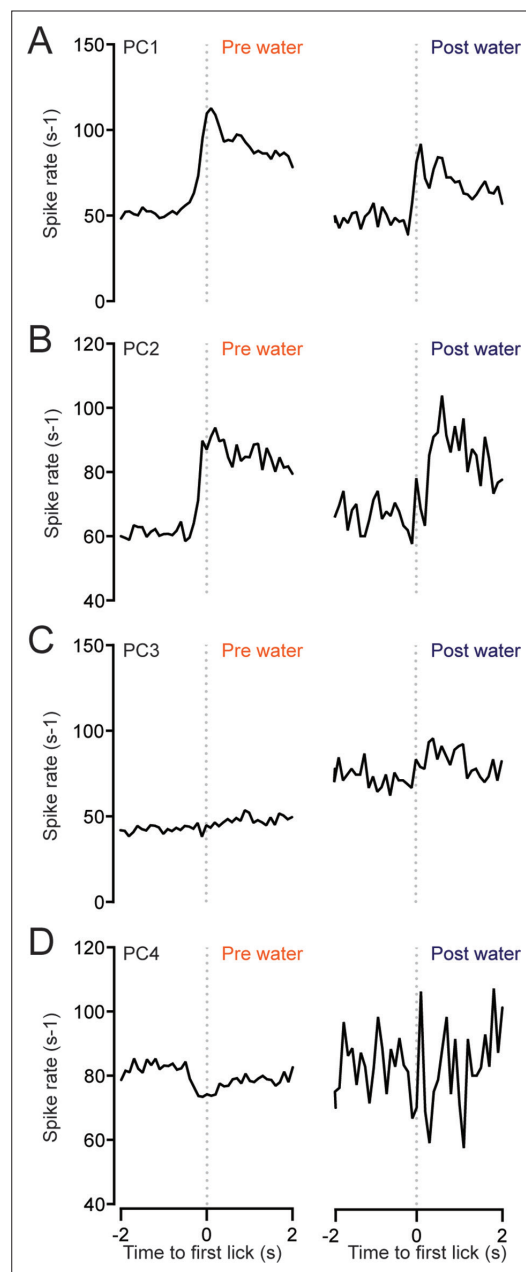 A
PC1 Pre water Post water
150
100
50
0
Spike rate (s-1)
B
PC2 Pre water Post water
120
100
80
60
40
Spike rate (s-1)
C
PC3 Pre water Post water
150
100
50
0
Spike rate (s-1)
D
PC4 Pre water Post water
120
100
80
60
40
Spike rate (s-1)
-2 0 2 -2 0 2
Time to first lick (s) Time to first lick (s)